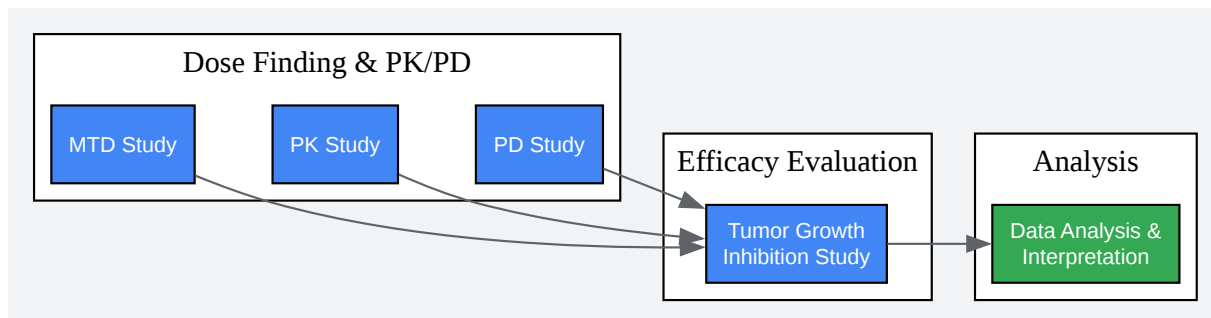 Dose Finding & PK/PD
MTD Study
PK Study
PD Study
Efficacy Evaluation
Tumor Growth
Inhibition Study
Analysis
Data Analysis &
Interpretation